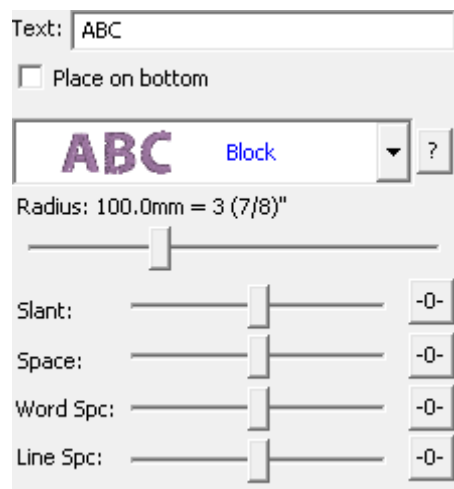 Text: ABC
Place on bottom
ABC Block ?
Radius: 100.0mm = 3 (7/8)"
Slant: -0-
Space: -0-
Word Spc: -0-
Line Spc: -0-